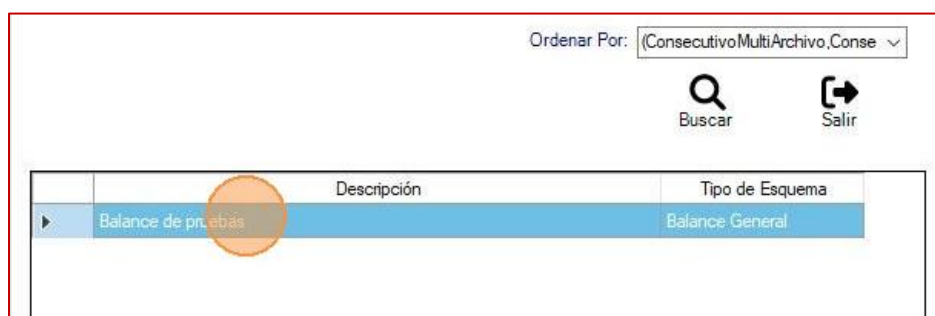 Ordenar Por: (ConsecutivoMultiArchivo,Conse
Buscar Salir
Descripción Tipo de Esquema
Balance de pruebas Balance General